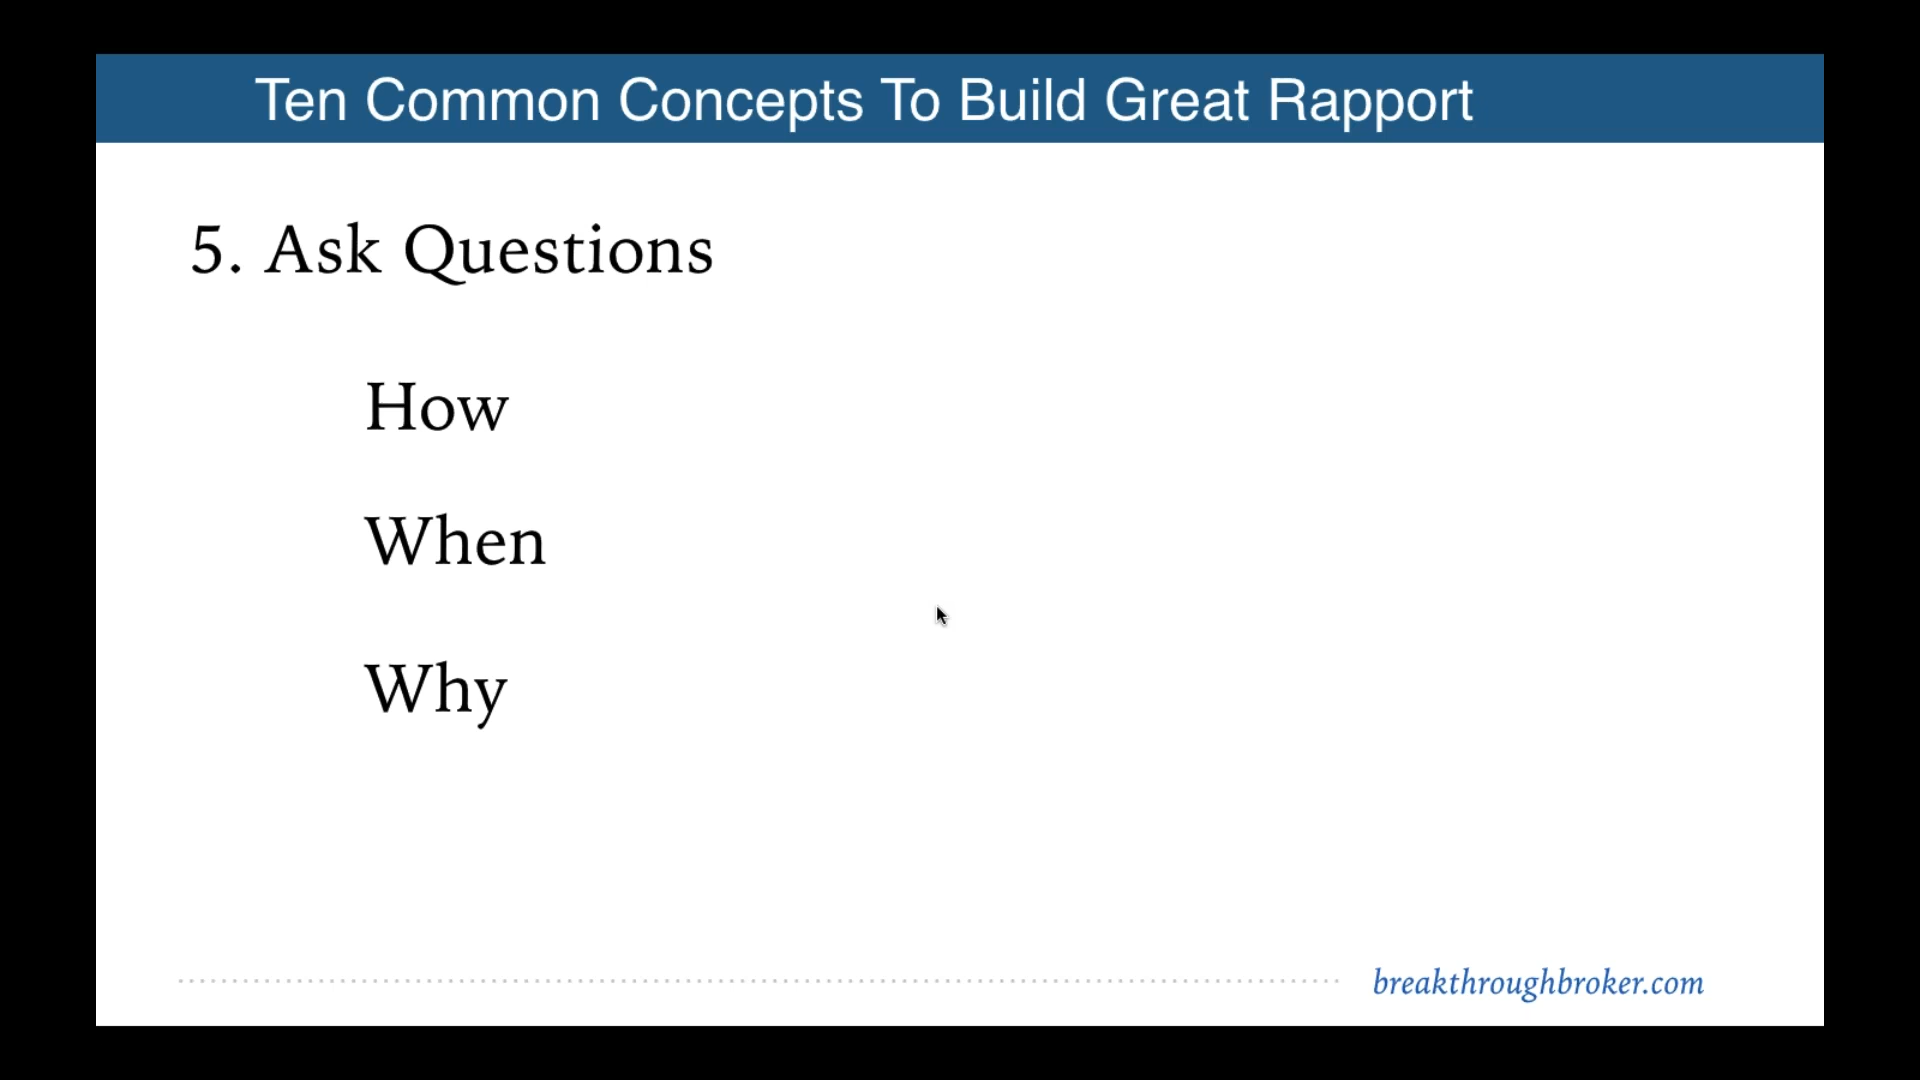 Ten Common Concepts To Build Great Rapport
5. Ask Questions
How
When
Why
breakthroughbroker.com